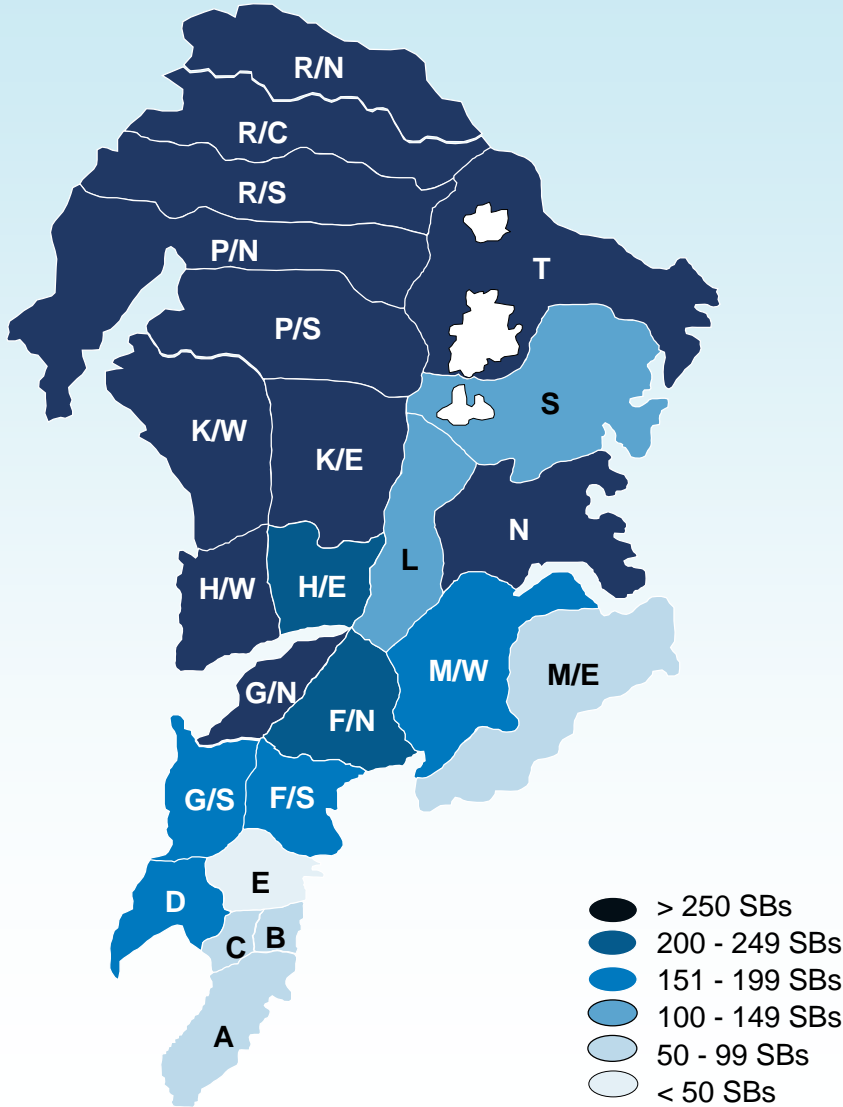 R/N
R/C
R/S
P/N
T
P/S
S
K/W
K/E
N
L
H/W
H/E
M/W
M/E
G/N
F/N
G/S
F/S
E
D
B
C
A
> 250 SBs
200 - 249 SBs
151 - 199 SBs
100 - 149 SBs
50 - 99 SBs
< 50 SBs